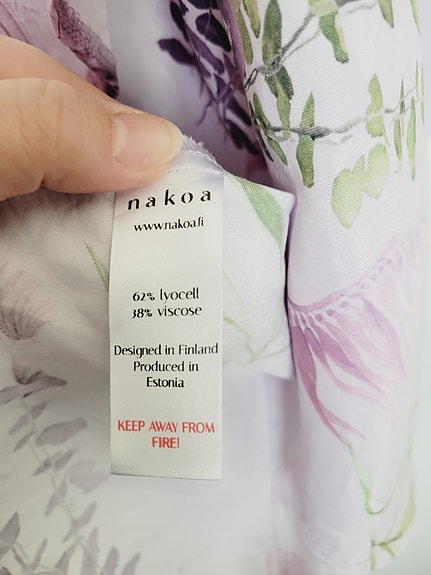 nakoa
www.nakoa.fi
62% lyocell
38% viscose
Designed in Finland
Produced in
Estonia
KEEP AWAY FROM
FIRE!